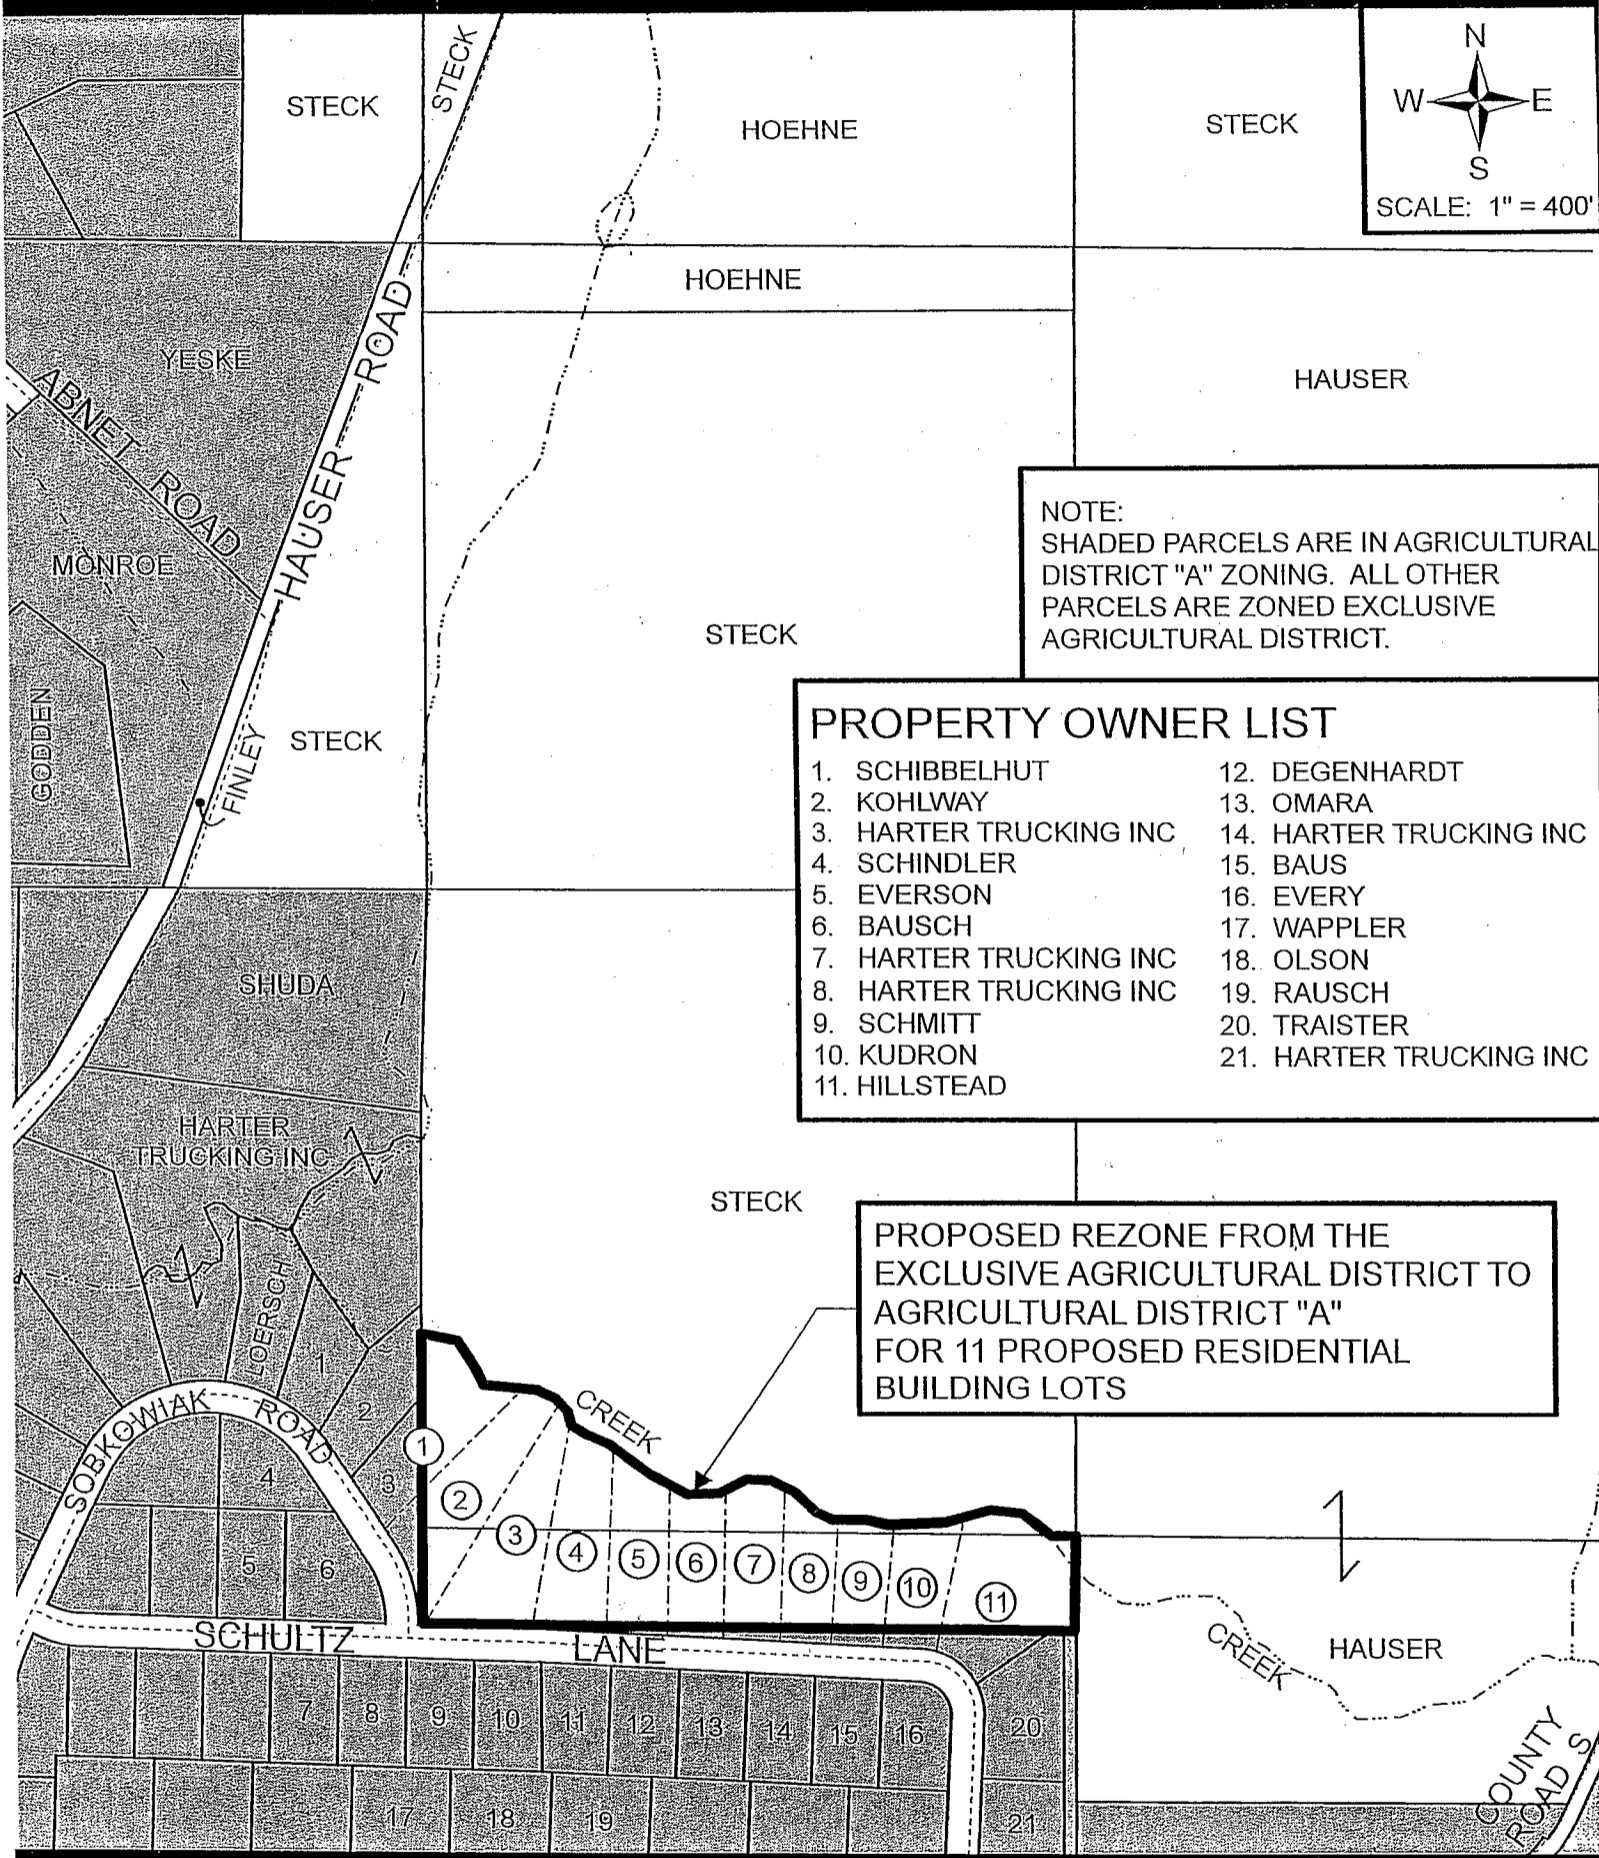 N
W E
S
SCALE: 1" = 400'
STECK
STECK
HOEHNE
STECK
HOEHNE
HAUSER
YESKE
ABNET ROAD
HAUSER ROAD
MONROE
GODDEN
FINLEY
STECK
STECK
NOTE:
SHADED PARCELS ARE IN AGRICULTURAL
DISTRICT "A" ZONING. ALL OTHER
PARCELS ARE ZONED EXCLUSIVE
AGRICULTURAL DISTRICT.
PROPERTY OWNER LIST
1. SCHIBBELHUT
2. KOHLWAY
3. HARTER TRUCKING INC
4. SCHINDLER
5. EVERSON
6. BAUSCH
7. HARTER TRUCKING INC
8. HARTER TRUCKING INC
9. SCHMITT
10. KUDRON
11. HILLSTEAD
12. DEGENHARDT
13. OMARA
14. HARTER TRUCKING INC
15. BAUS
16. EVERY
17. WAPPLER
18. OLSON
19. RAUSCH
20. TRAISTER
21. HARTER TRUCKING INC
SHUDA
HARTER
TRUCKING INC
STECK
PROPOSED REZONE FROM THE
EXCLUSIVE AGRICULTURAL DISTRICT TO
AGRICULTURAL DISTRICT "A"
FOR 11 PROPOSED RESIDENTIAL
BUILDING LOTS
LOERSCH
1
2
3
4
5
6
SOBKOWIAK ROAD
CREEK
1
2
3
4
5
6
7
8
9
10
11
SCHULTZ LANE
CREEK
HAUSER
7
8
9
10
11
12
13
14
15
16
20
17
18
19
21
COUNTY
ROAD S